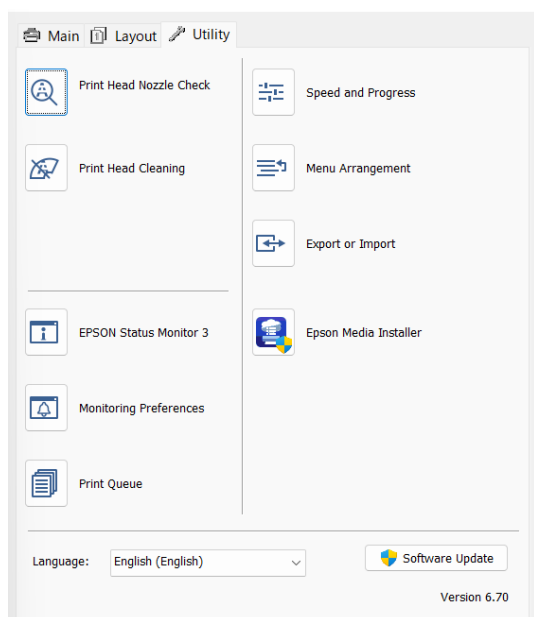 Main
Layout
Utility
Print Head Nozzle Check
Print Head Cleaning
EPSON Status Monitor 3
Monitoring Preferences
Print Queue
Speed and Progress
Menu Arrangement
Export or Import
Epson Media Installer
Language:
English (English)
Software Update
Version 6.70